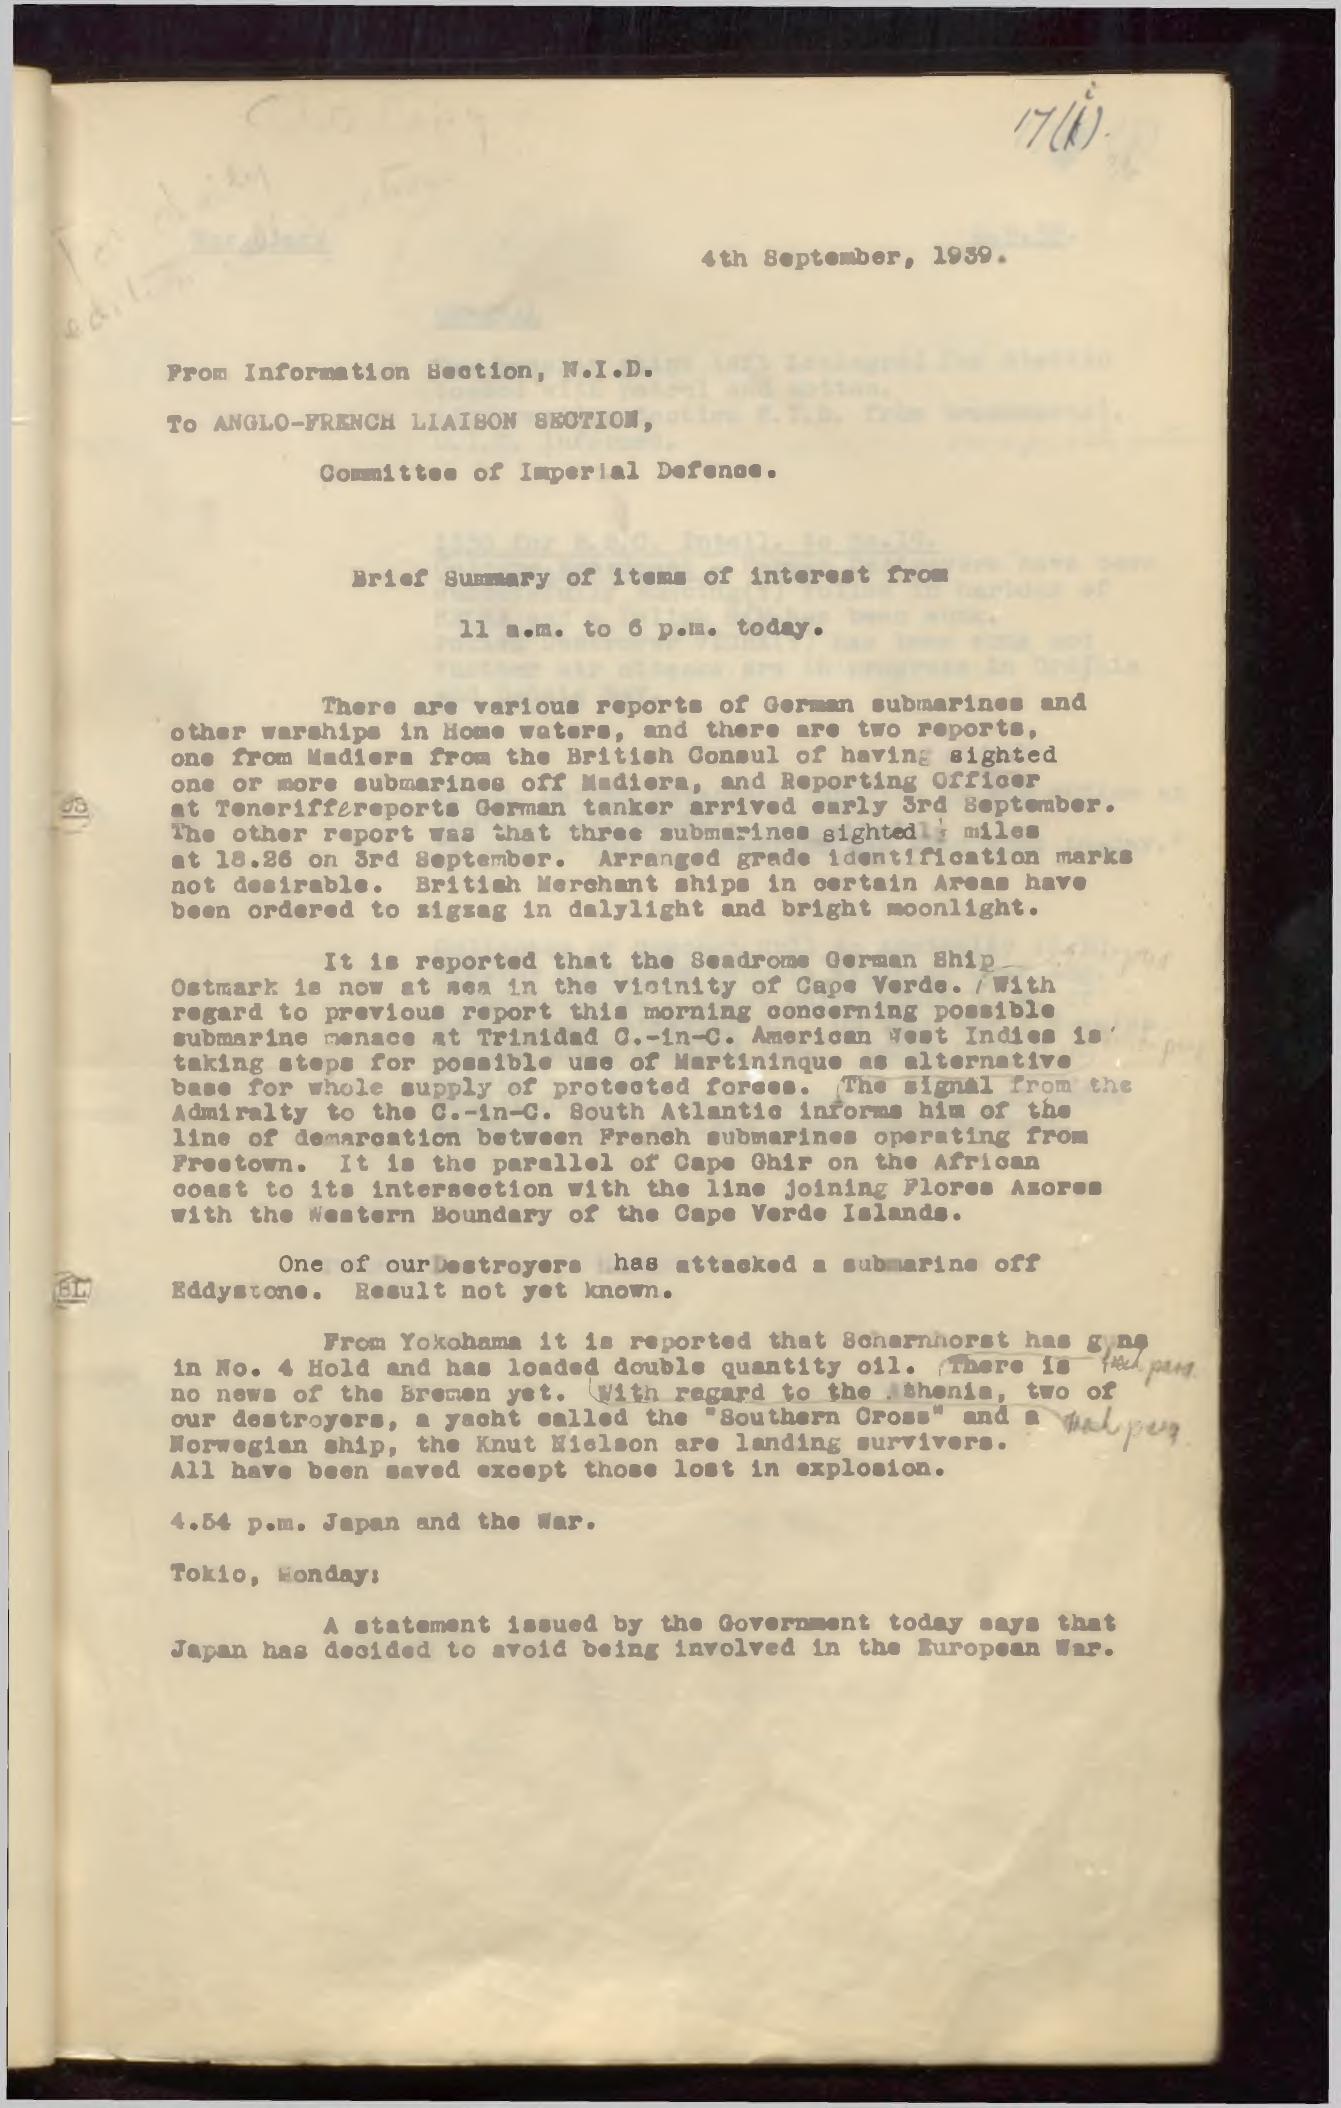 17(i).
4th September, 1939.
From Information Section, N.I.D.
To ANGLO-FRENCH LIAISON SECTION,
Committee of Imperial Defence.
Brief Summary of items of interest from
11 a.m. to 6 p.m. today.
There are various reports of German submarines and
other warships in Home waters, and there are two reports,
one from Madiera from the British Consul of having sighted
one or more submarines off Madiera, and Reporting Officer
at Teneriffe reports German tanker arrived early 3rd September.
The other report was that three submarines sighted miles
at 18.26 on 3rd September. Arranged grade identification marks
not desirable. British Merchant ships in certain Areas have
been ordered to zigzag in dalylight and bright moonlight.
It is reported that the Seadrome German Ship
Ostmark is now at sea in the vicinity of Cape Verde. With
regard to previous report this morning concerning possible
submarine menace at Trinidad C.-in-C. American West Indies is
taking steps for possible use of Martininque as alternative
base for whole supply of protected forces. The signal from the
Admiralty to the C.-in-C. South Atlantic informs him of the
line of demarcation between French submarines operating from
Freetown. It is the parallel of Cape Ghir on the African
coast to its intersection with the line joining Flores Azores
with the Western Boundary of the Cape Verde Islands.
One of our Destroyers has attacked a submarine off
Eddystone. Result not yet known.
From Yokohama it is reported that Scharnhorst has guns
in No. 4 Hold and has loaded double quantity oil. There is
no news of the Bremen yet. With regard to the Athenia, two of
our destroyers, a yacht called the "Southern Cross" and a
Norwegian ship, the Knut Nielson are landing survivers.
All have been saved except those lost in explosion.
4.54 p.m. Japan and the War.
Tokio, Monday:
A statement issued by the Government today says that
Japan has decided to avoid being involved in the European War.